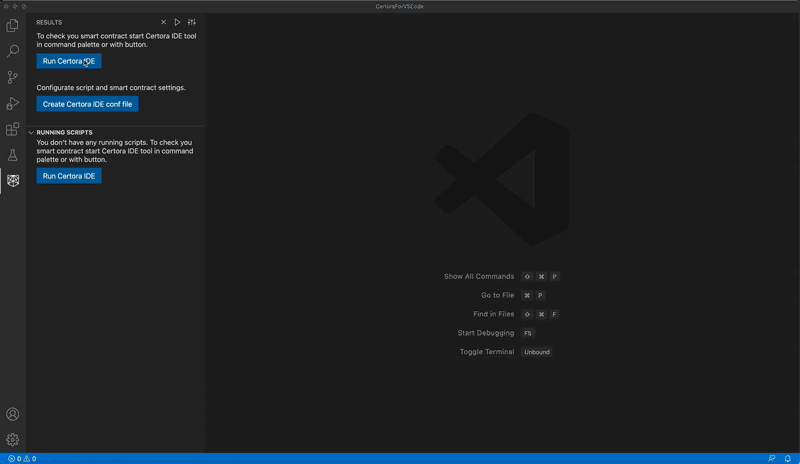 CertoraForVSCode
RESULTS
To check you smart contract start Certora IDE tool
in command palette or with button.
Run Certora IDE
Configurate script and smart contract settings.
Create Certora IDE conf file
RUNNING SCRIPTS
You don't have any running scripts. To check you
smart contract start Certora IDE tool in command
palette or with button.
Run Certora IDE
Show All Commands ⇧ ⌘ P
Go to File ⌘ P
Find in Files ⇧ ⌘ F
Start Debugging F5
Toggle Terminal Unbound
0 0